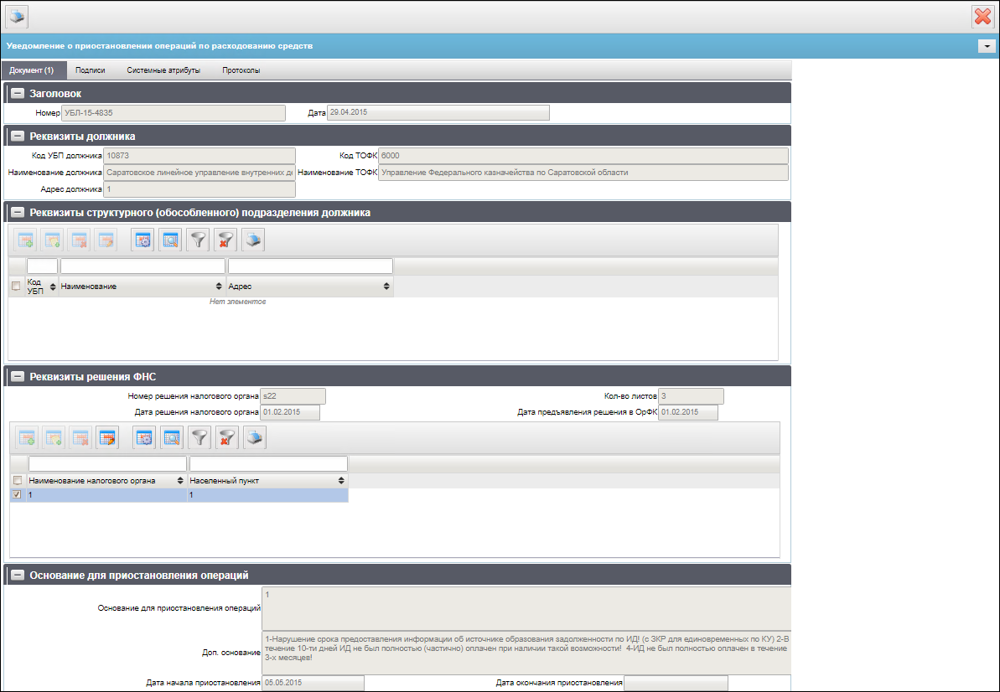 Уведомление о приостановлении операций по расходованию средств
Документ (1) Подписи Системные атрибуты Протоколы
Заголовок
Номер УБЛ-15-4835 Дата 29.04.2015
Реквизиты должника
Код УБП должника 10873 Код ТОФК 6000
Наименование должника Саратовское линейное управление внутренних Наименование ТОФК Управление Федерального казначейства по Саратовской области
Адрес должника 1
Реквизиты структурного (обособленного) подразделения должника
Код УБП Наименование Адрес
Нет элементов
Реквизиты решения ФНС
Номер решения налогового органа s22 Кол-во листов 3
Дата решения налогового органа 01.02.2015 Дата предъявления решения в ОрФК 01.02.2015
Наименование налогового органа Населенный пункт
1 1
Основание для приостановления операций
Основание для приостановления операций 1
Доп. основание 1-Нарушение срока предоставления информации об источнике образования задолженности по ИД! (с ЗКР для единовременных по КУ) 2-В
течение 10-ти дней ИД не был полностью (частично) оплачен при наличии такой возможности! 4-ИД не был полностью оплачен в течение
3-х месяцев!
Дата начала приостановления 05.05.2015 Дата окончания приостановления